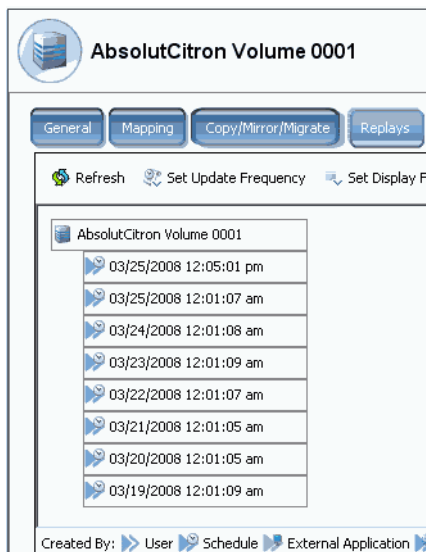 AbsolutCitron Volume 0001
General Mapping Copy/Mirror/Migrate Replays
Refresh Set Update Frequency Set Display F
AbsolutCitron Volume 0001
03/25/2008 12:05:01 pm
03/25/2008 12:01:07 am
03/24/2008 12:01:08 am
03/23/2008 12:01:09 am
03/22/2008 12:01:07 am
03/21/2008 12:01:05 am
03/20/2008 12:01:05 am
03/19/2008 12:01:09 am
Created By: User Schedule External Application